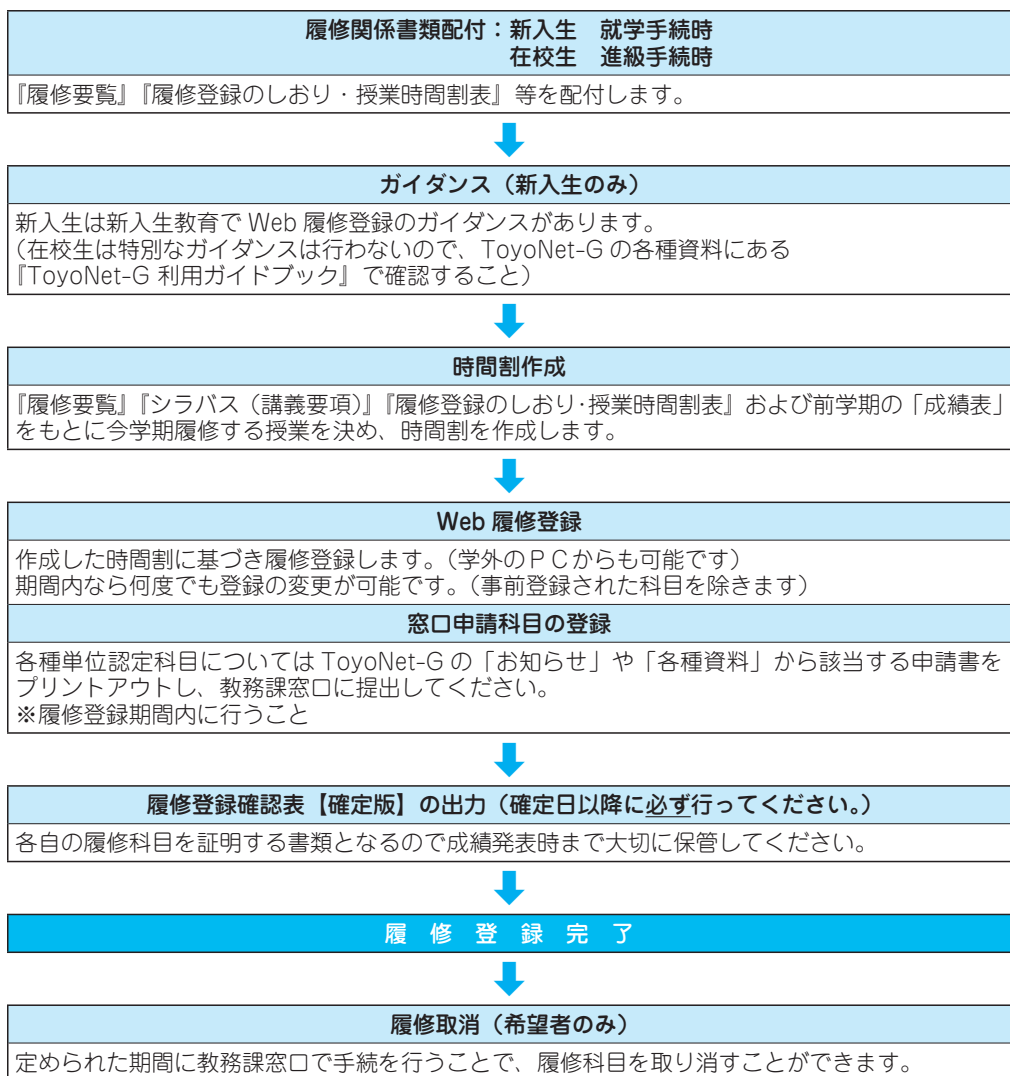 履修関係書類配付：新入生　就学手続時
在校生　進級手続時
『履修要覧』『履修登録のしおり・授業時間割表』等を配付します。
ガイダンス（新入生のみ）
新入生は新入生教育で Web 履修登録のガイダンスがあります。
（在校生は特別なガイダンスは行わないので、ToyoNet-G の各種資料にある
『ToyoNet-G 利用ガイドブック』で確認すること）
時間割作成
『履修要覧』『シラバス（講義要項）』『履修登録のしおり・授業時間割表』および前学期の「成績表」
をもとに今学期履修する授業を決め、時間割を作成します。
Web 履修登録
作成した時間割に基づき履修登録します。（学外のＰＣからも可能です）
期間内なら何度でも登録の変更が可能です。（事前登録された科目を除きます）
窓口申請科目の登録
各種単位認定科目については ToyoNet-G の「お知らせ」や「各種資料」から該当する申請書を
プリントアウトし、教務課窓口に提出してください。
※履修登録期間内に行うこと
履修登録確認表【確定版】の出力（確定日以降に必ず行ってください。）
各自の履修科目を証明する書類となるので成績発表時まで大切に保管してください。
履　修　登　録　完　了
履修取消（希望者のみ）
定められた期間に教務課窓口で手続を行うことで、履修科目を取り消すことができます。